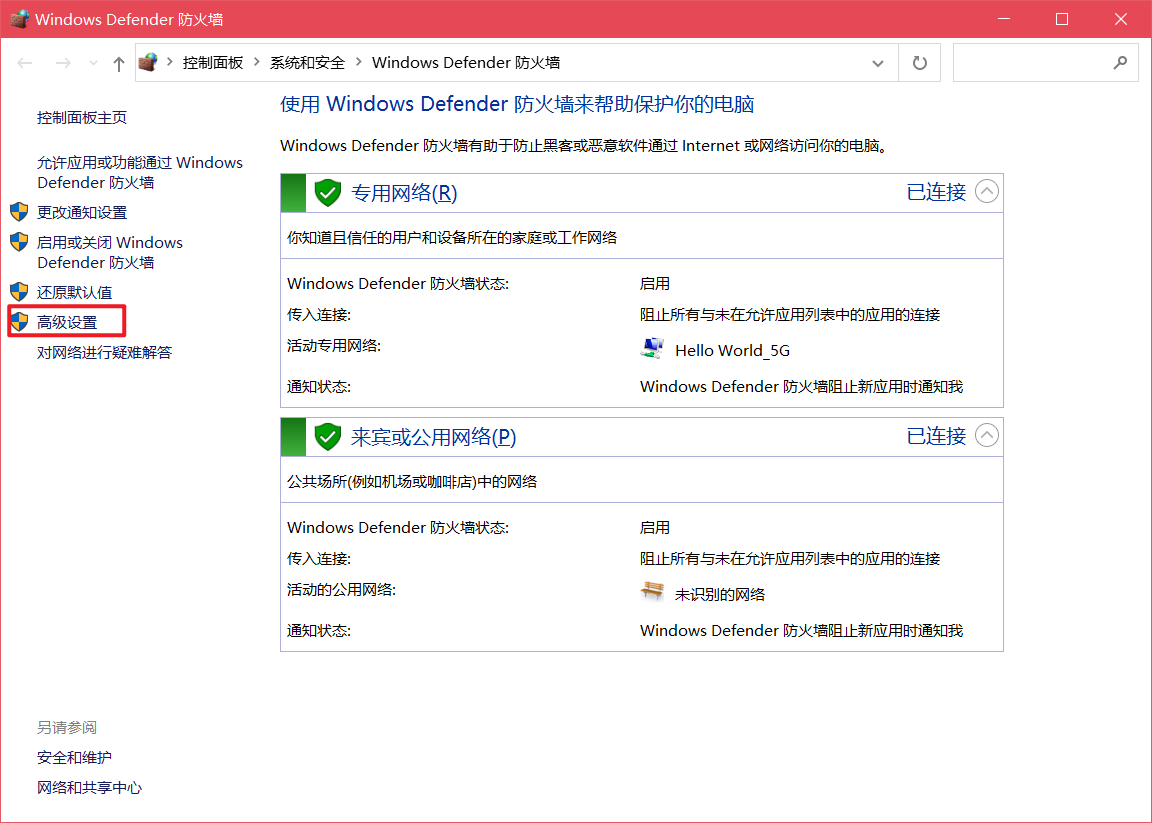 Windows Defender 防火墙
控制面板 > 系统和安全 > Windows Defender 防火墙
控制面板主页
允许应用或功能通过 Windows
Defender 防火墙
更改通知设置
启用或关闭 Windows
Defender 防火墙
还原默认值
高级设置
对网络进行疑难解答
使用 Windows Defender 防火墙来帮助保护你的电脑
Windows Defender 防火墙有助于防止黑客或恶意软件通过 Internet 或网络访问你的电脑。
专用网络(R) 已连接
你知道且信任的用户和设备所在的家庭或工作网络
Windows Defender 防火墙状态: 启用
传入连接: 阻止所有与未在允许应用列表中的应用的连接
活动专用网络: Hello World_5G
通知状态: Windows Defender 防火墙阻止新应用时通知我
来宾或公用网络(P) 已连接
公共场所(例如机场或咖啡店)中的网络
Windows Defender 防火墙状态: 启用
传入连接: 阻止所有与未在允许应用列表中的应用的连接
活动的公用网络: 未识别的网络
通知状态: Windows Defender 防火墙阻止新应用时通知我
另请参阅
安全和维护
网络和共享中心